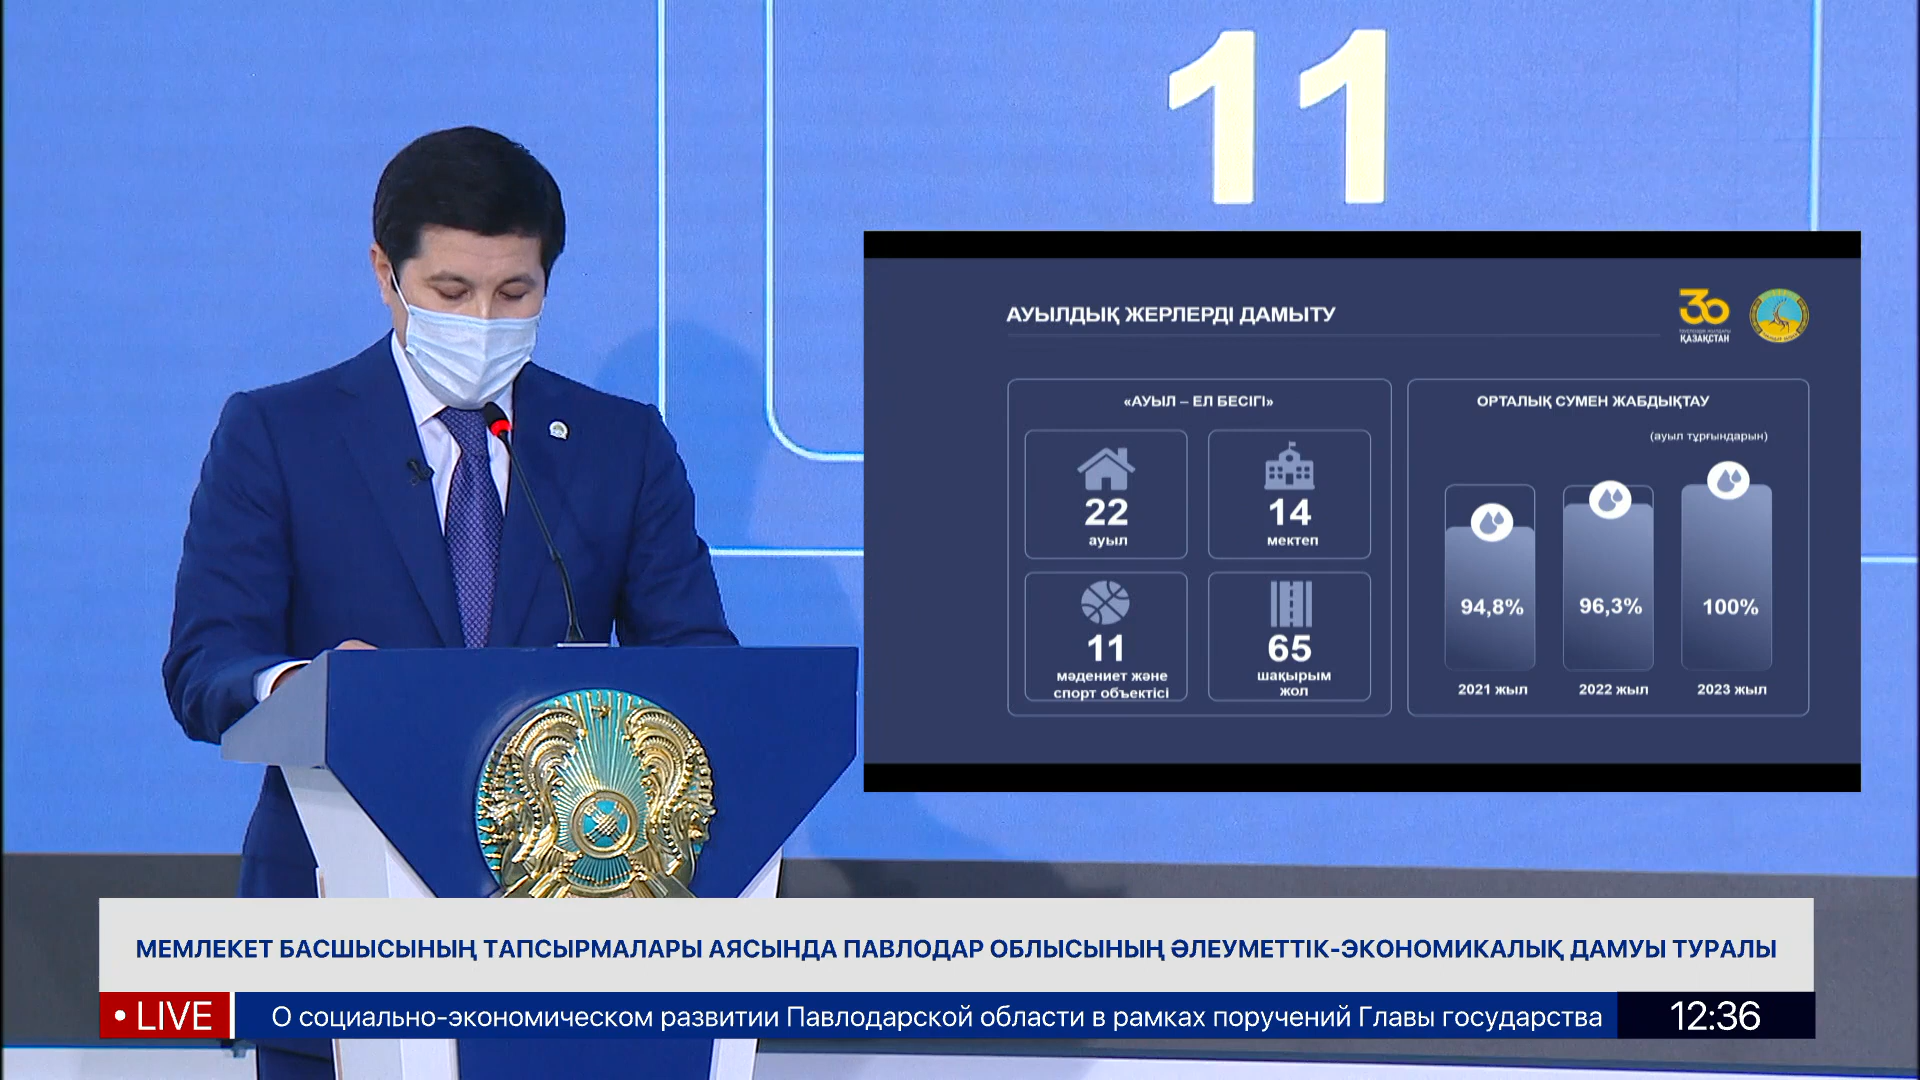 11
АУЫЛДЫҚ ЖЕРЛЕРДІ ДАМЫТУ
30
ҚАЗАҚСТАН
«АУЫЛ – ЕЛ БЕСІГІ»
22
ауыл
14
мектеп
11
мәдениет және
спорт объектісі
65
шақырым
жол
ОРТАЛЫҚ СУМЕН ЖАБДЫҚТАУ
(ауыл тұрғындарын)
94,8%
96,3%
100%
2021 жыл
2022 жыл
2023 жыл
МЕМЛЕКЕТ БАСШЫСЫНЫҢ ТАПСЫРМАЛАРЫ АЯСЫНДА ПАВЛОДАР ОБЛЫСЫНЫҢ ӘЛЕУМЕТТІК-ЭКОНОМИКАЛЫҚ ДАМУЫ ТУРАЛЫ
• LIVE
О социально-экономическом развитии Павлодарской области в рамках поручений Главы государства
12:36